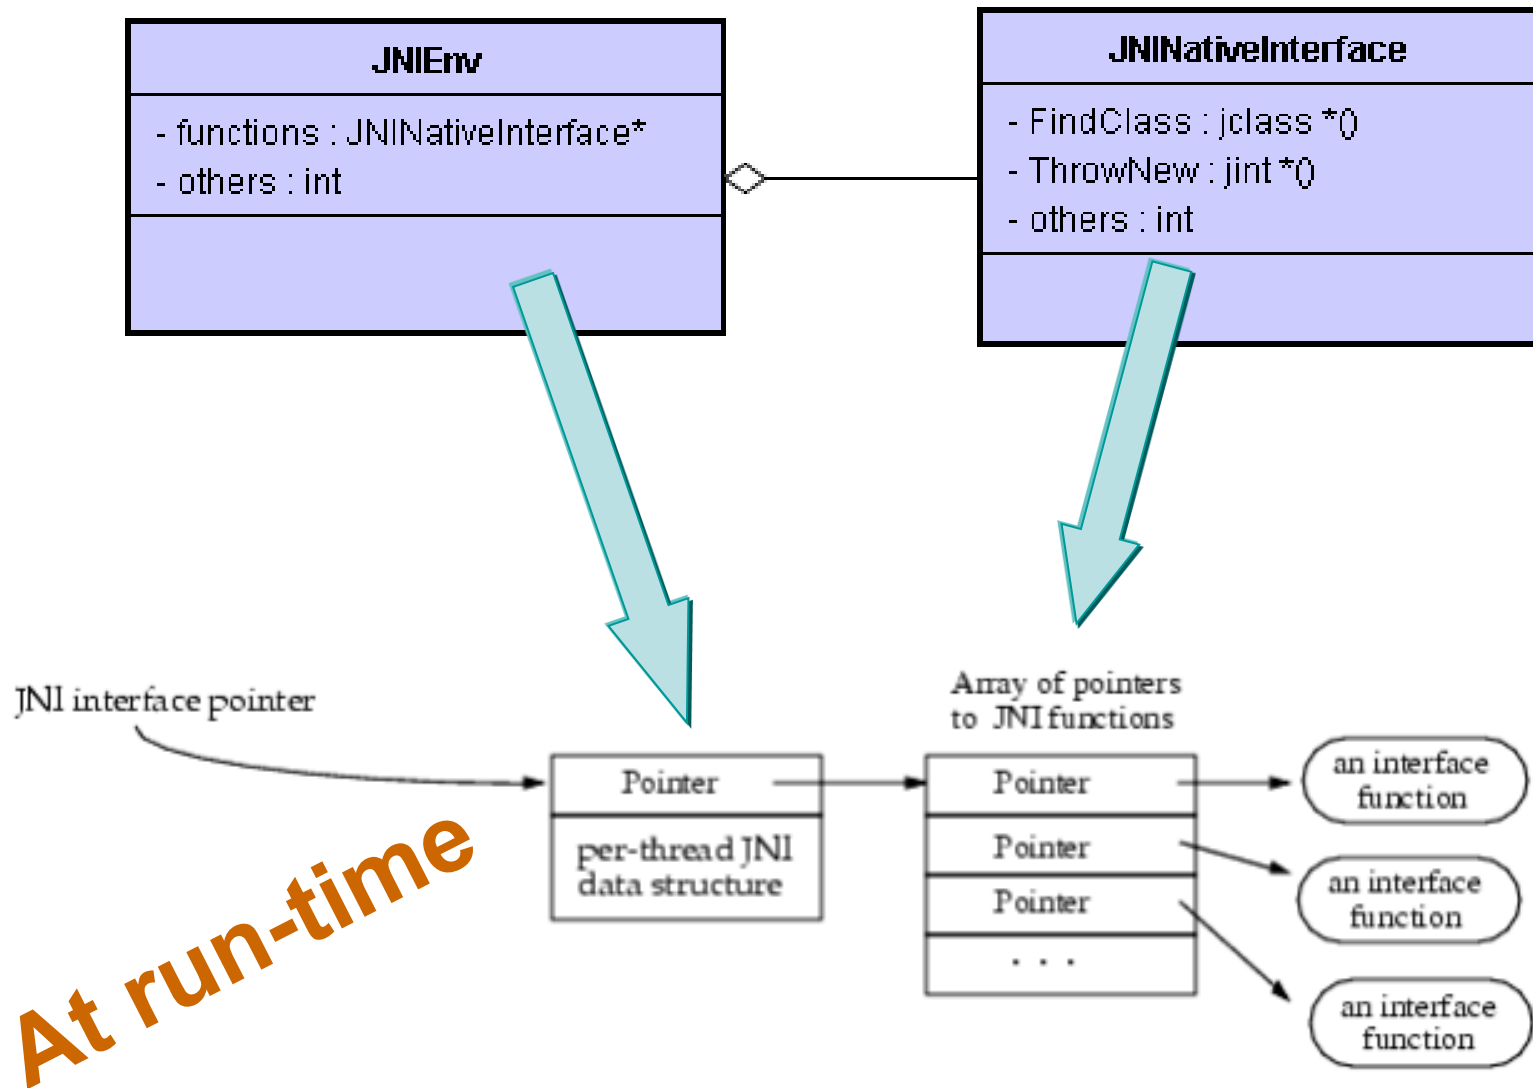 JNIEnv
- functions : JNINativeInterface*
- others : int
JNINativeInterface
- FindClass : jclass *()
- ThrowNew : jint *()
- others : int
JNI interface pointer
Pointer
per-thread JNI
data structure
Array of pointers
to JNI functions
Pointer
Pointer
Pointer
. . .
an interface
function
an interface
function
an interface
function
At run-time